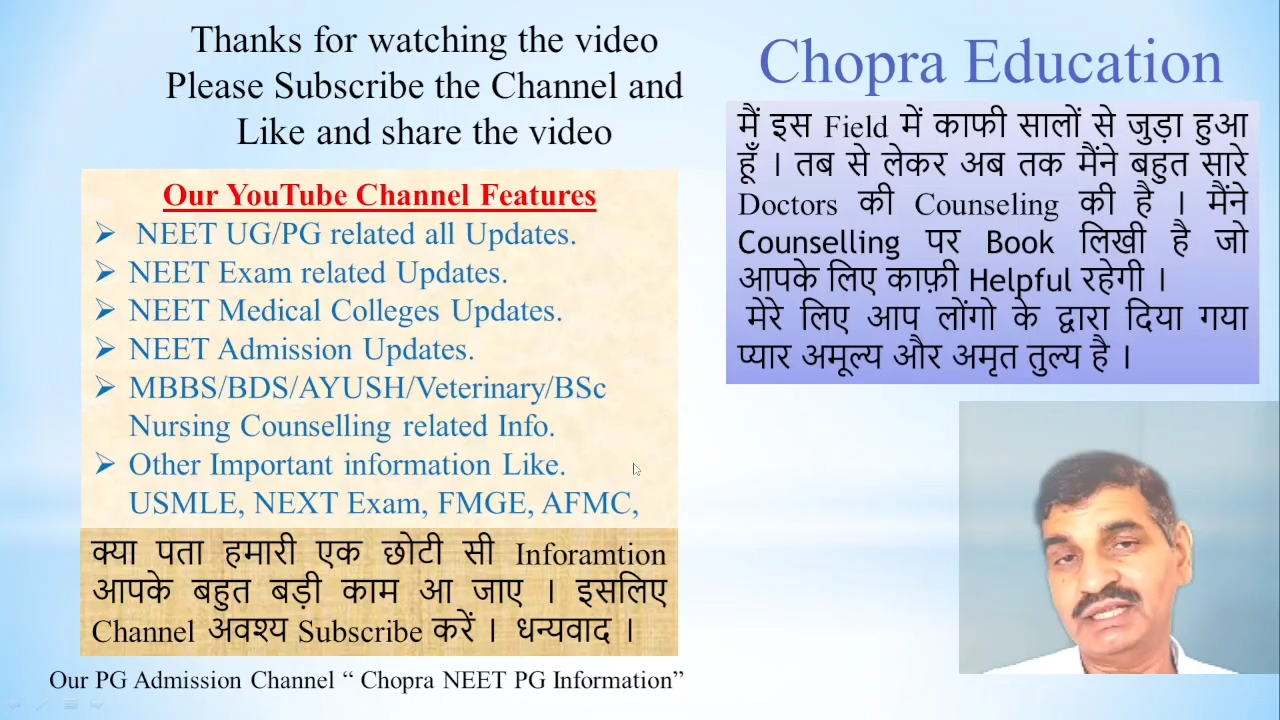 Thanks for watching the video
Please Subscribe the Channel and
Like and share the video
Our YouTube Channel Features
➢ NEET UG/PG related all Updates.
➢ NEET Exam related Updates.
➢ NEET Medical Colleges Updates.
➢ NEET Admission Updates.
➢ MBBS/BDS/AYUSH/Veterinary/BSc
Nursing Counselling related Info.
➢ Other Important information Like.
USMLE, NEXT Exam, FMGE, AFMC,
क्या पता हमारी एक छोटी सी Inforamtion
आपके बहुत बड़ी काम आ जाए । इसलिए
Channel अवश्य Subscribe करें । धन्यवाद ।
Our PG Admission Channel “ Chopra NEET PG Information”
Chopra Education
मैं इस Field में काफी सालों से जुड़ा हुआ
हूँ । तब से लेकर अब तक मैंने बहुत सारे
Doctors की Counseling की है । मैंने
Counselling पर Book लिखी है जो
आपके लिए काफ़ी Helpful रहेगी ।
मेरे लिए आप लोंगो के द्वारा दिया गया
प्यार अमूल्य और अमृत तुल्य है ।